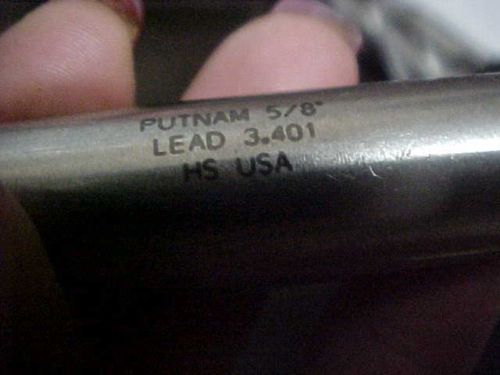 PUTNAM 5/8"
LEAD 3.401
HS USA